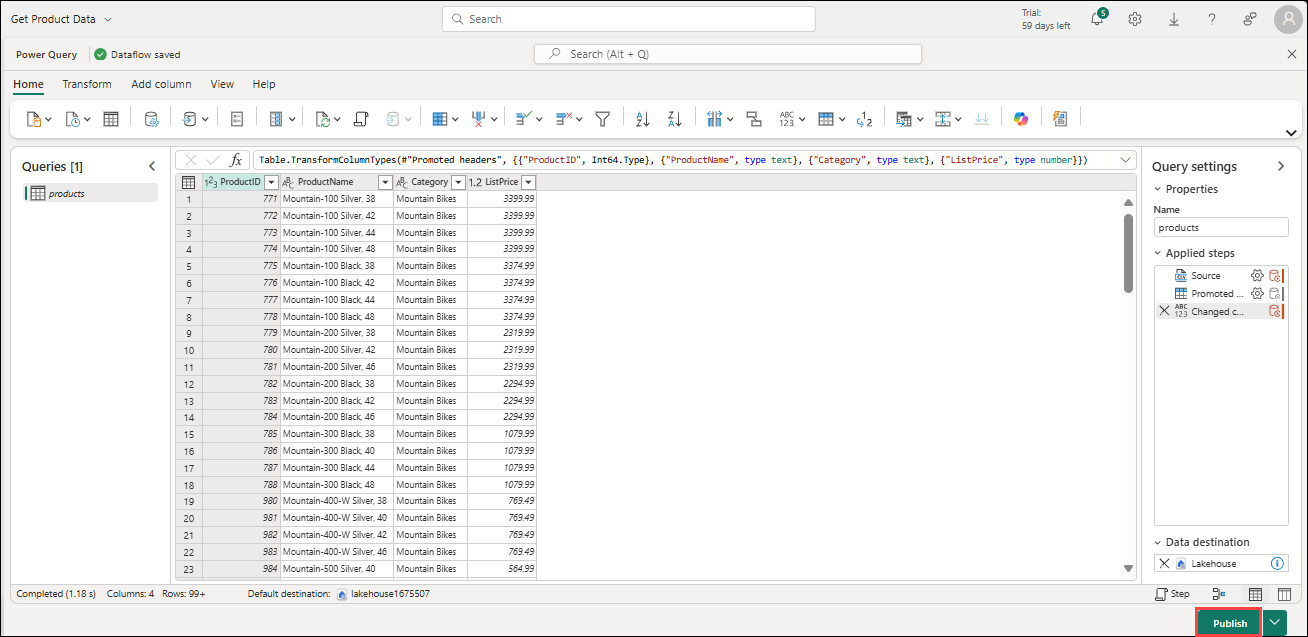 Get Product Data
Search
Trial:
59 days left
5
Power Query
Dataflow saved
Search (Alt + Q)
Home Transform Add column View Help
Queries [1]
products
fx
Table.TransformColumnTypes(#"Promoted headers", {{"ProductID", Int64.Type}, {"ProductName", type text}, {"Category", type text}, {"ListPrice", type number}})
ProductID ProductName Category 1.2 ListPrice
1 771 Mountain-100 Silver, 38 Mountain Bikes 3399.99
2 772 Mountain-100 Silver, 42 Mountain Bikes 3399.99
3 773 Mountain-100 Silver, 44 Mountain Bikes 3399.99
4 774 Mountain-100 Silver, 48 Mountain Bikes 3399.99
5 775 Mountain-100 Black, 38 Mountain Bikes 3374.99
6 776 Mountain-100 Black, 42 Mountain Bikes 3374.99
7 777 Mountain-100 Black, 44 Mountain Bikes 3374.99
8 778 Mountain-100 Black, 48 Mountain Bikes 3374.99
9 779 Mountain-200 Silver, 38 Mountain Bikes 2319.99
10 780 Mountain-200 Silver, 42 Mountain Bikes 2319.99
11 781 Mountain-200 Silver, 46 Mountain Bikes 2319.99
12 782 Mountain-200 Black, 38 Mountain Bikes 2294.99
13 783 Mountain-200 Black, 42 Mountain Bikes 2294.99
14 784 Mountain-200 Black, 46 Mountain Bikes 2294.99
15 785 Mountain-300 Black, 38 Mountain Bikes 1079.99
16 786 Mountain-300 Black, 40 Mountain Bikes 1079.99
17 787 Mountain-300 Black, 44 Mountain Bikes 1079.99
18 788 Mountain-300 Black, 48 Mountain Bikes 1079.99
19 980 Mountain-400-W Silver, 38 Mountain Bikes 769.49
20 981 Mountain-400-W Silver, 40 Mountain Bikes 769.49
21 982 Mountain-400-W Silver, 42 Mountain Bikes 769.49
22 983 Mountain-400-W Silver, 46 Mountain Bikes 769.49
23 984 Mountain-500 Silver, 40 Mountain Bikes 564.99
Query settings
Properties
Name
products
Applied steps
Source
Promoted ...
Changed c...
Data destination
Lakehouse
Completed (1.18 s) Columns: 4 Rows: 99+ Default destination: lakehouse1675507
Step
Publish